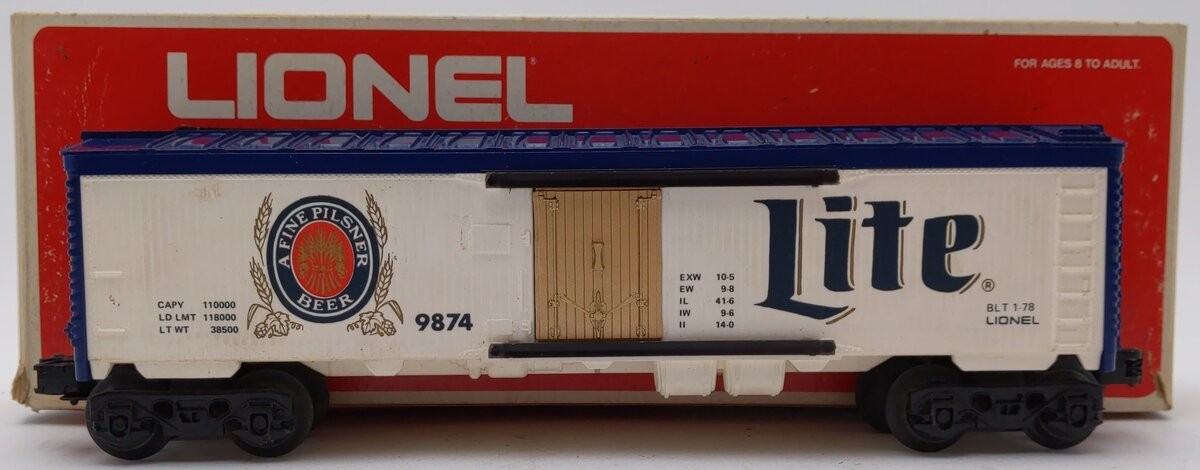 LIONEL
FOR AGES 8 TO ADULT.
A FINE PILSNER
BEER
CAPY 110000
LD LMT 118000
LT WT 38500
9874
EXW 10-5
EW 9-8
IL 41-6
IW 9-6
II 14-0
Lite®
BLT 1-78
LIONEL